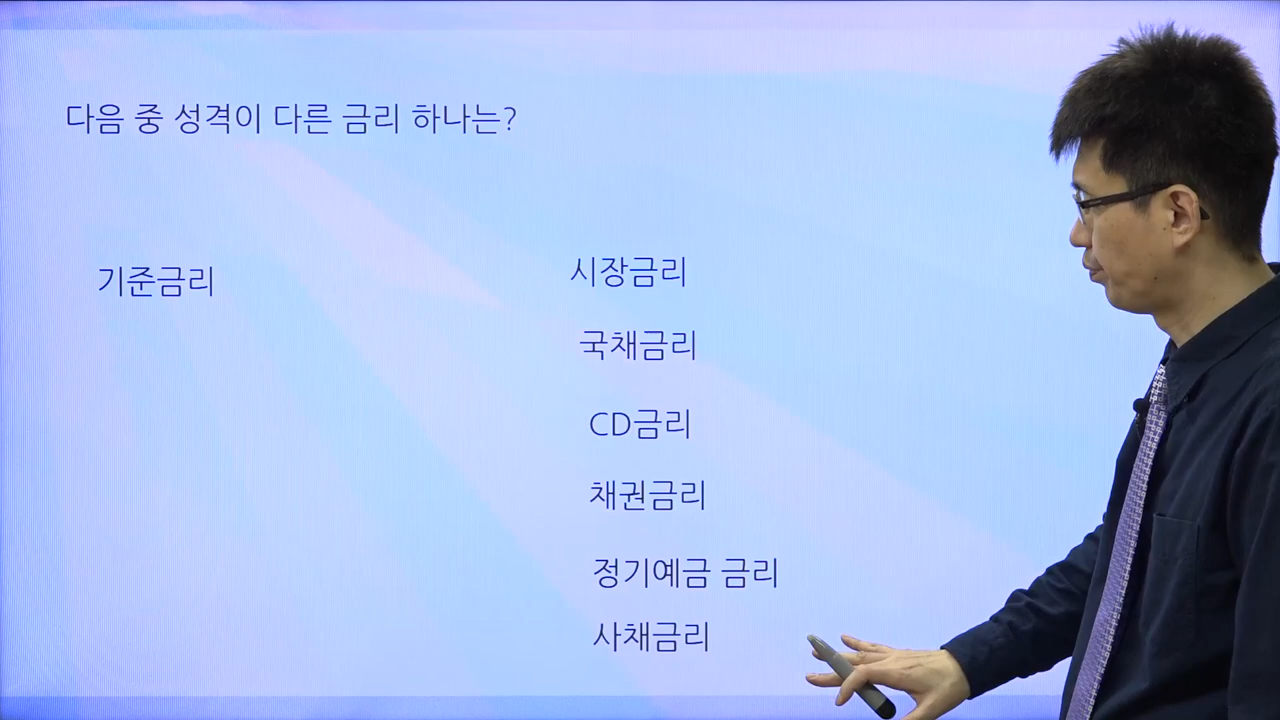 다음 중 성격이 다른 금리 하나는?
기준금리
시장금리
국채금리
CD금리
채권금리
정기예금 금리
사채금리